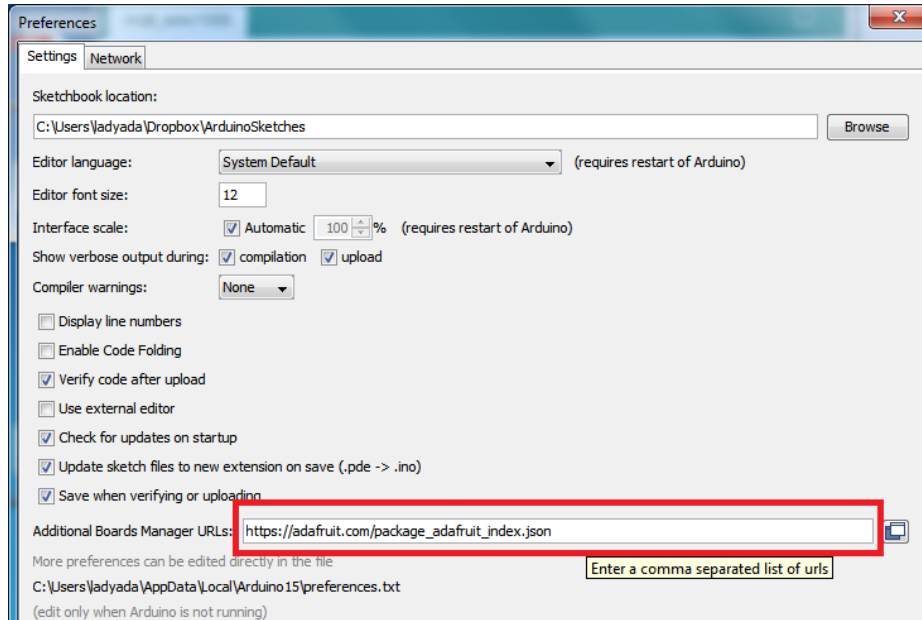 Preferences
Settings Network
Sketchbook location:
C:\Users\ladyada\Dropbox\ArduinoSketches Browse
Editor language: System Default (requires restart of Arduino)
Editor font size: 12
Interface scale: Automatic 100 % (requires restart of Arduino)
Show verbose output during: compilation upload
Compiler warnings: None
Display line numbers
Enable Code Folding
Verify code after upload
Use external editor
Check for updates on startup
Update sketch files to new extension on save (.pde -> .ino)
Save when verifying or uploading
Additional Boards Manager URLs: https://adafruit.com/package_adafruit_index.json
More preferences can be edited directly in the file
Enter a comma separated list of urls
C:\Users\ladyada\AppData\Local\Arduino15\preferences.txt
(edit only when Arduino is not running)